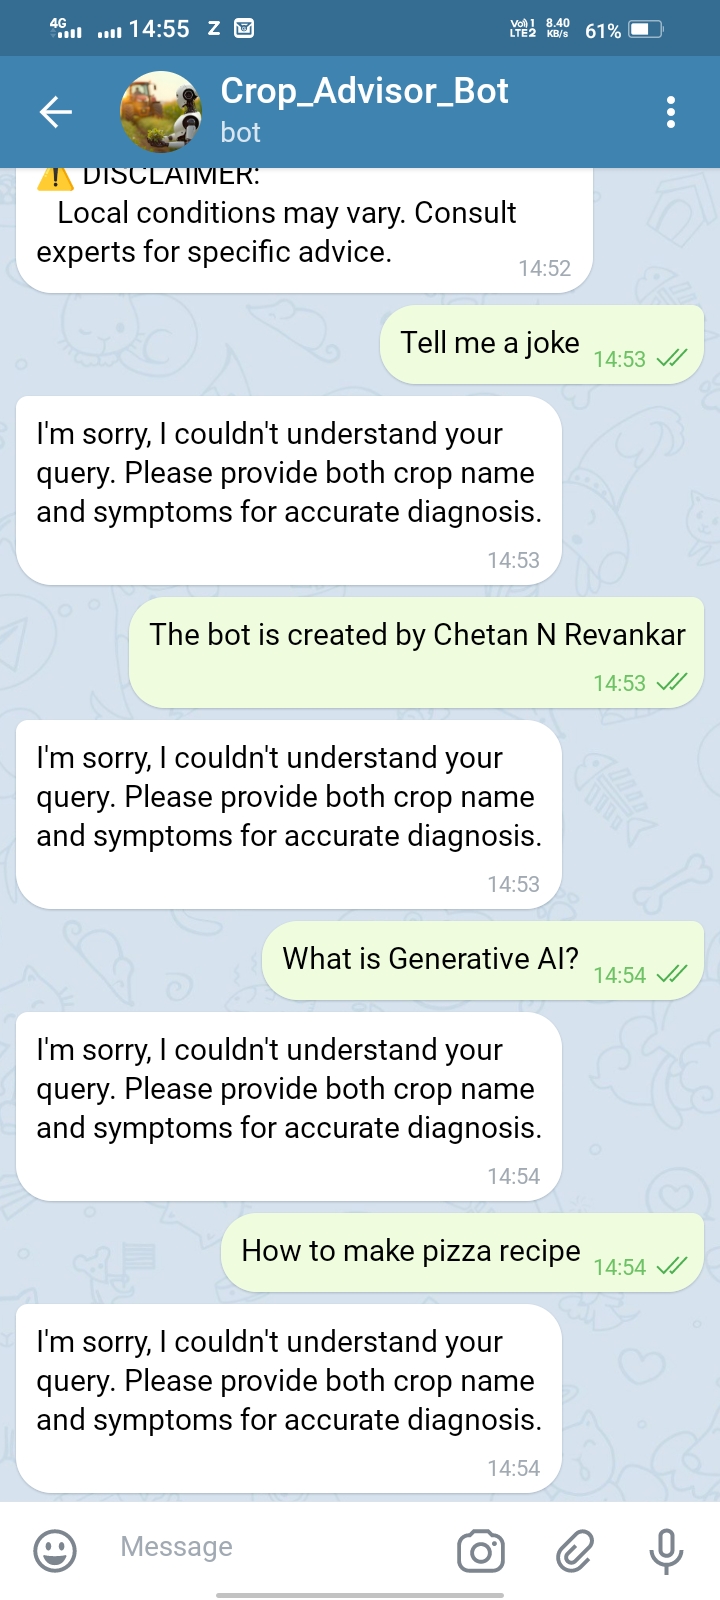 4G 14:55 Z Vo) 1 LTE2 8.40 KB/s 61%
Crop_Advisor_Bot
bot
DISCLAIMER:
Local conditions may vary. Consult
experts for specific advice.
14:52
Tell me a joke
14:53
I'm sorry, I couldn't understand your
query. Please provide both crop name
and symptoms for accurate diagnosis.
14:53
The bot is created by Chetan N Revankar
14:53
I'm sorry, I couldn't understand your
query. Please provide both crop name
and symptoms for accurate diagnosis.
14:53
What is Generative AI?
14:54
I'm sorry, I couldn't understand your
query. Please provide both crop name
and symptoms for accurate diagnosis.
14:54
How to make pizza recipe
14:54
I'm sorry, I couldn't understand your
query. Please provide both crop name
and symptoms for accurate diagnosis.
14:54
Message